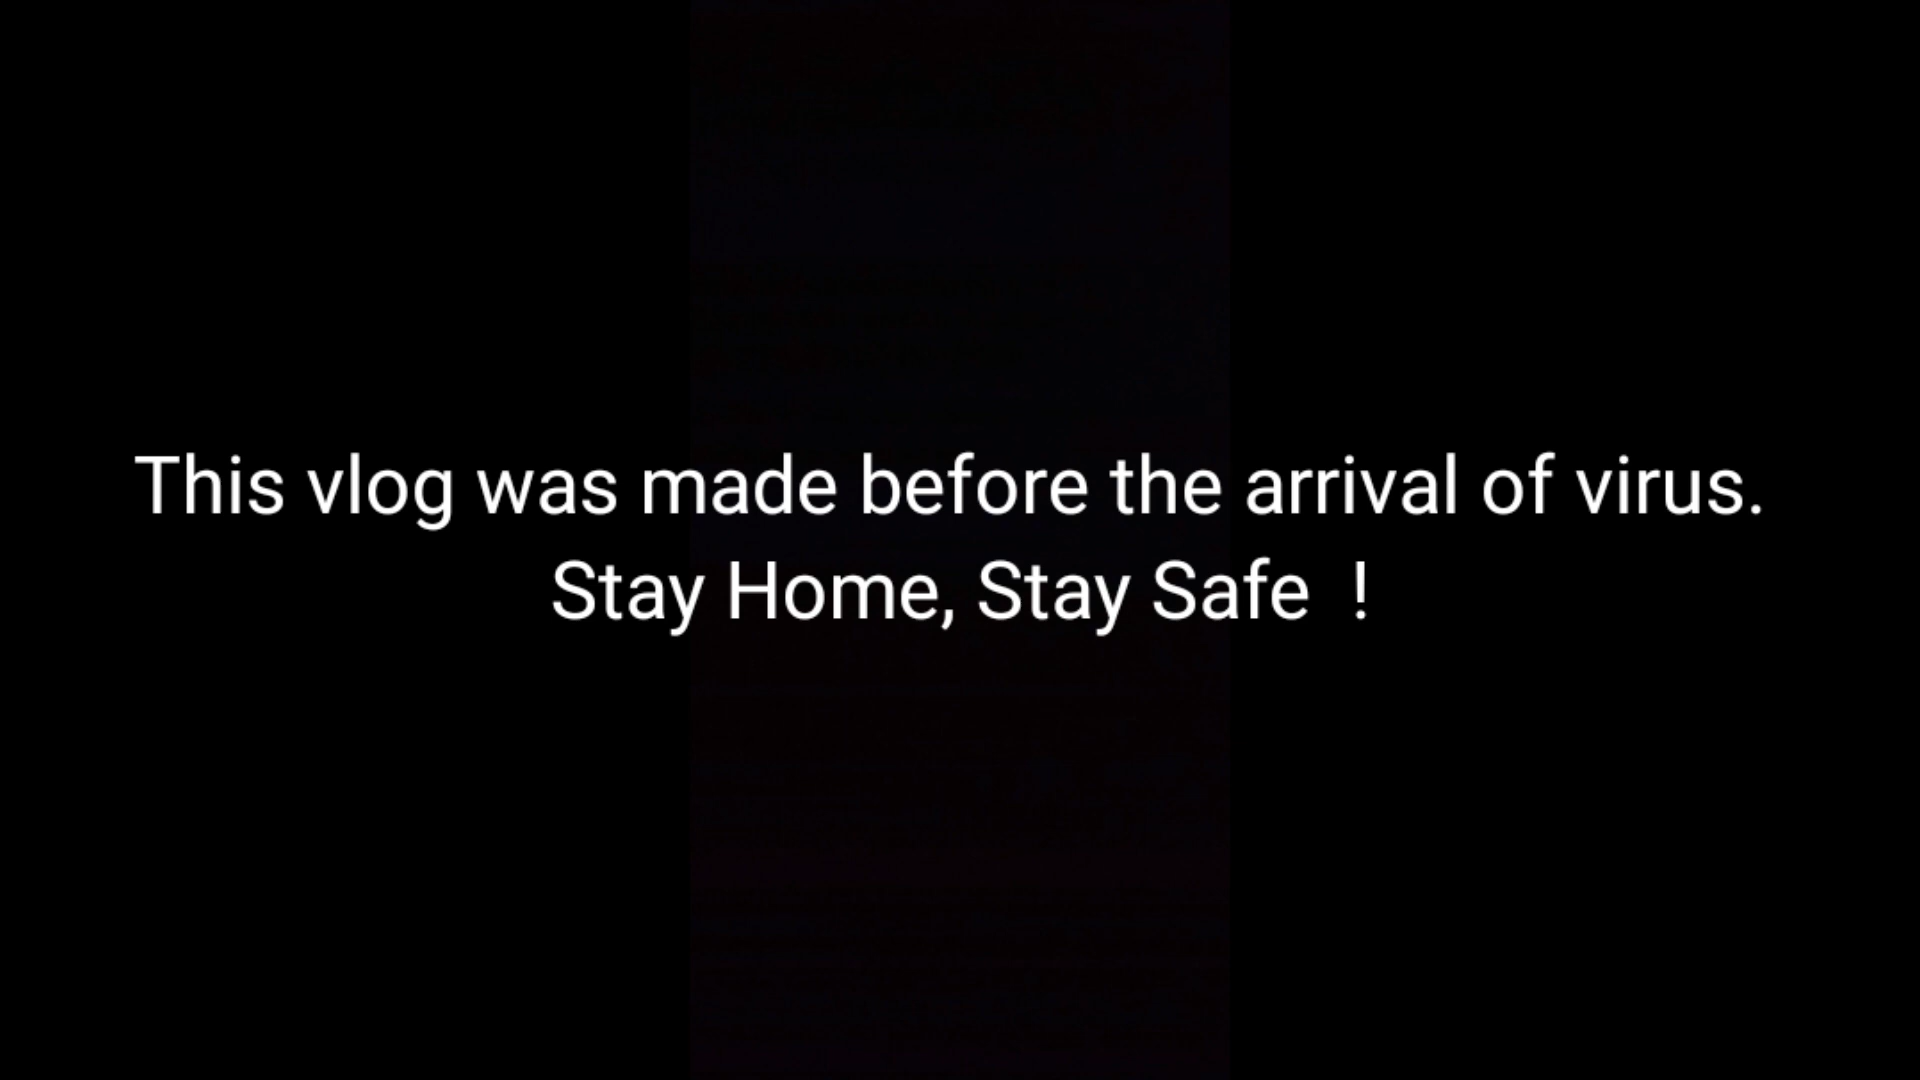 This vlog was made before the arrival of virus.
Stay Home, Stay Safe  !